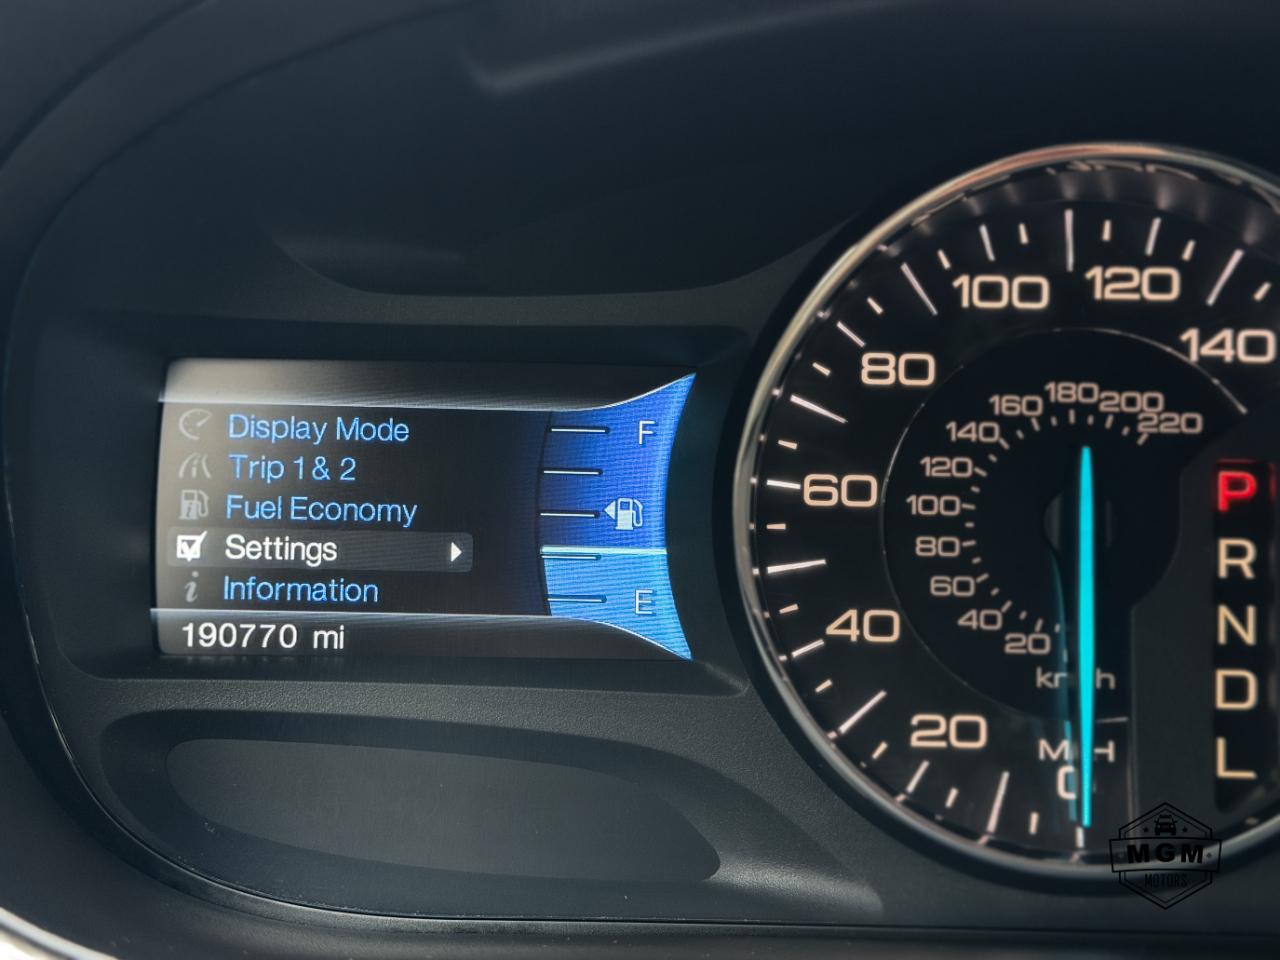 Display Mode
Trip 1 & 2
Fuel Economy
Settings
Information
190770 mi
F
E
20
40
60
80
100
120
140
20
40
60
80
100
120
140
160
180
200
220
km/h
MPH
0
P
R
N
D
L
MGM
MOTORS